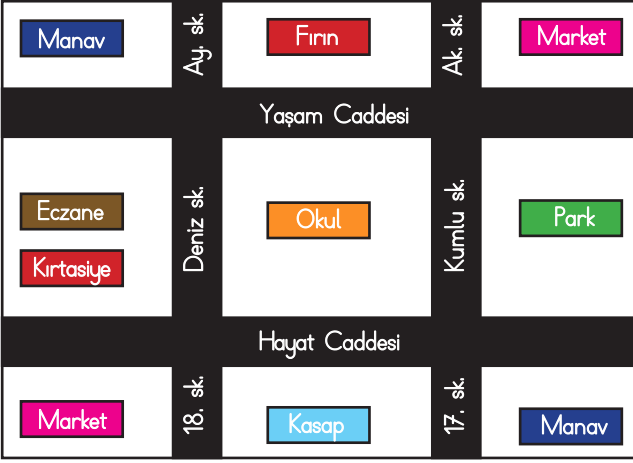 Manav
Ay. sk.
Fırın
Ak. sk.
Market
Yaşam Caddesi
Eczane
Kırtasiye
Deniz sk.
Okul
Kumlu sk.
Park
Hayat Caddesi
Market
18. sk.
Kasap
17. sk.
Manav